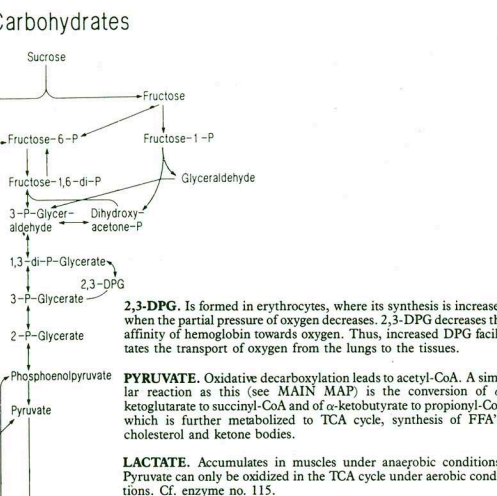 Carbohydrates
Sucrose
Fructose
Fructose-6-P
Fructose-1-P
Fructose-1,6-di-P
Glyceraldehyde
3-P-Glycer-
aldehyde
Dihydroxy-
acetone-P
1,3-di-P-Glycerate
2,3-DPG
3-P-Glycerate
2-P-Glycerate
Phosphoenolpyruvate
Pyruvate
2,3-DPG. Is formed in erythrocytes, where its synthesis is increase
when the partial pressure of oxygen decreases. 2,3-DPG decreases th
affinity of hemoglobin towards oxygen. Thus, increased DPG facil
tates the transport of oxygen from the lungs to the tissues.
PYRUVATE. Oxidative decarboxylation leads to acetyl-CoA. A sim
lar reaction as this (see MAIN MAP) is the conversion of
ketoglutarate to succinyl-CoA and of α-ketobutyrate to propionyl-Co
which is further metabolized to TCA cycle, synthesis of FFA'
cholesterol and ketone bodies.
LACTATE. Accumulates in muscles under anaerobic conditions
Pyruvate can only be oxidized in the TCA cycle under aerobic cond
tions. Cf. enzyme no. 115.